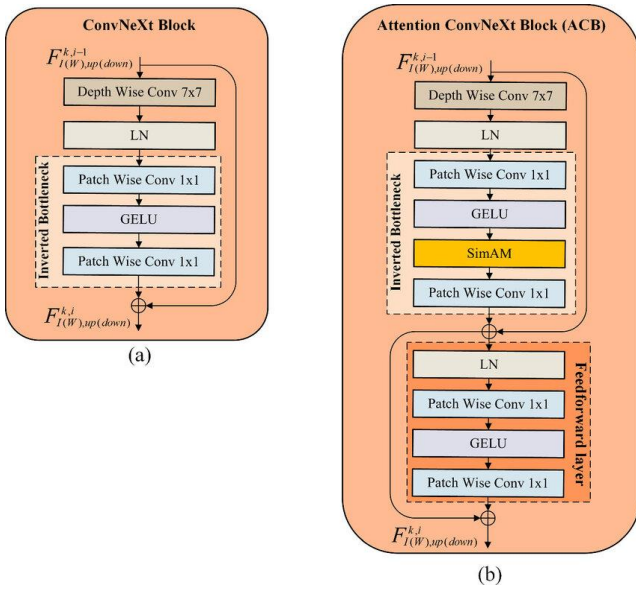 ConvNeXt Block
F^{k,i-1}_{I(W),up(down)}
Depth Wise Conv 7x7
LN
Inverted Bottleneck
Patch Wise Conv 1x1
GELU
Patch Wise Conv 1x1
F^{k,i}_{I(W),up(down)}
(a)
Attention ConvNeXt Block (ACB)
F^{k,i-1}_{I(W),up(down)}
Depth Wise Conv 7x7
LN
Inverted Bottleneck
Patch Wise Conv 1x1
GELU
SimAM
Patch Wise Conv 1x1
LN
Patch Wise Conv 1x1
GELU
Patch Wise Conv 1x1
Feedforward
layer
F^{k,i}_{I(W),up(down)}
(b)